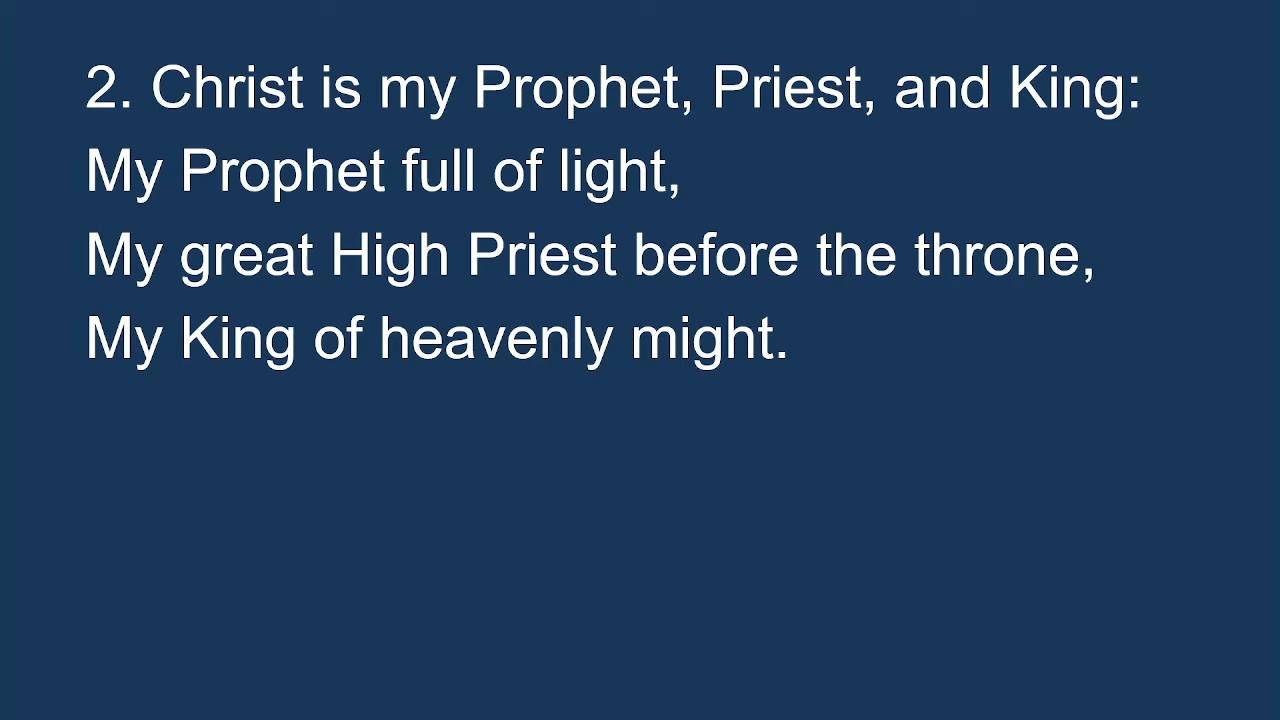 2. Christ is my Prophet, Priest, and King:
My Prophet full of light,
My great High Priest before the throne,
My King of heavenly might.